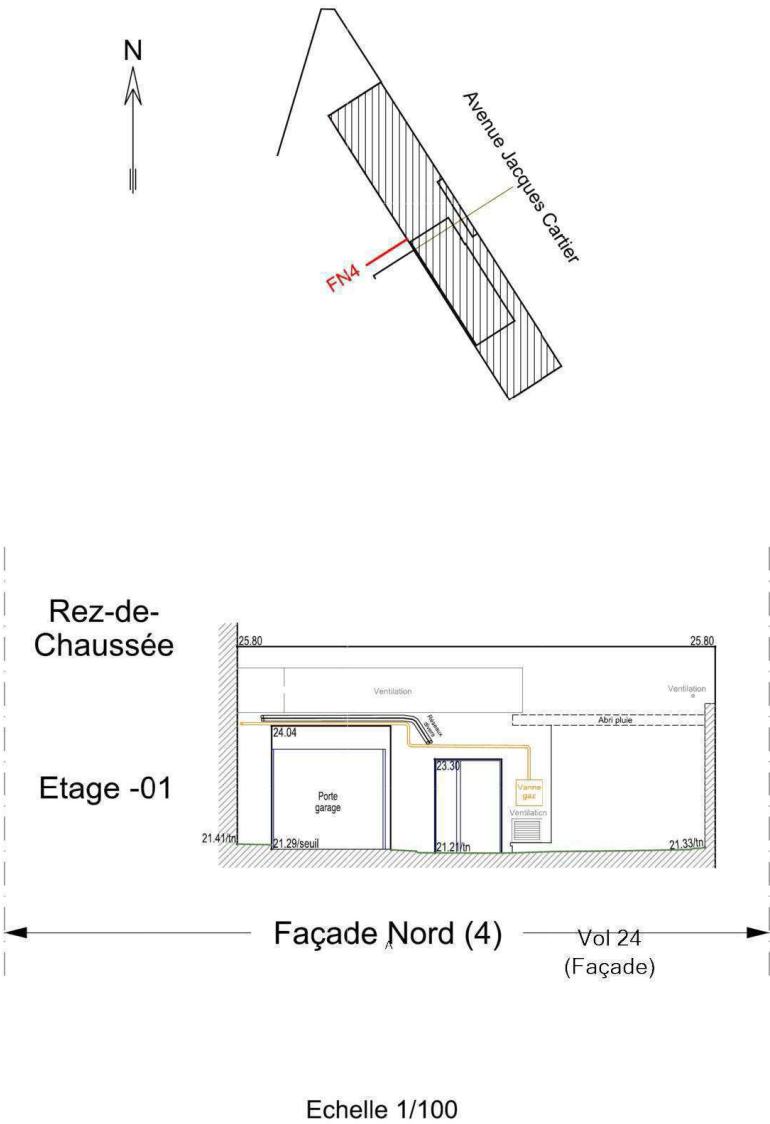 N
Avenue Jacques Cartier
FN4
Rez-de-
Chaussée
25.80
25.80
Ventilation
Ventilation
Réseaux
divers
Abri pluie
24.04
23.30
Etage -01
Porte
garage
Vanne
gaz
Ventilation
21.41/tn
21.29/seuil
21.21/tn
21.33/tn
Façade Nord (4)
Vol 24
(Façade)
Echelle 1/100